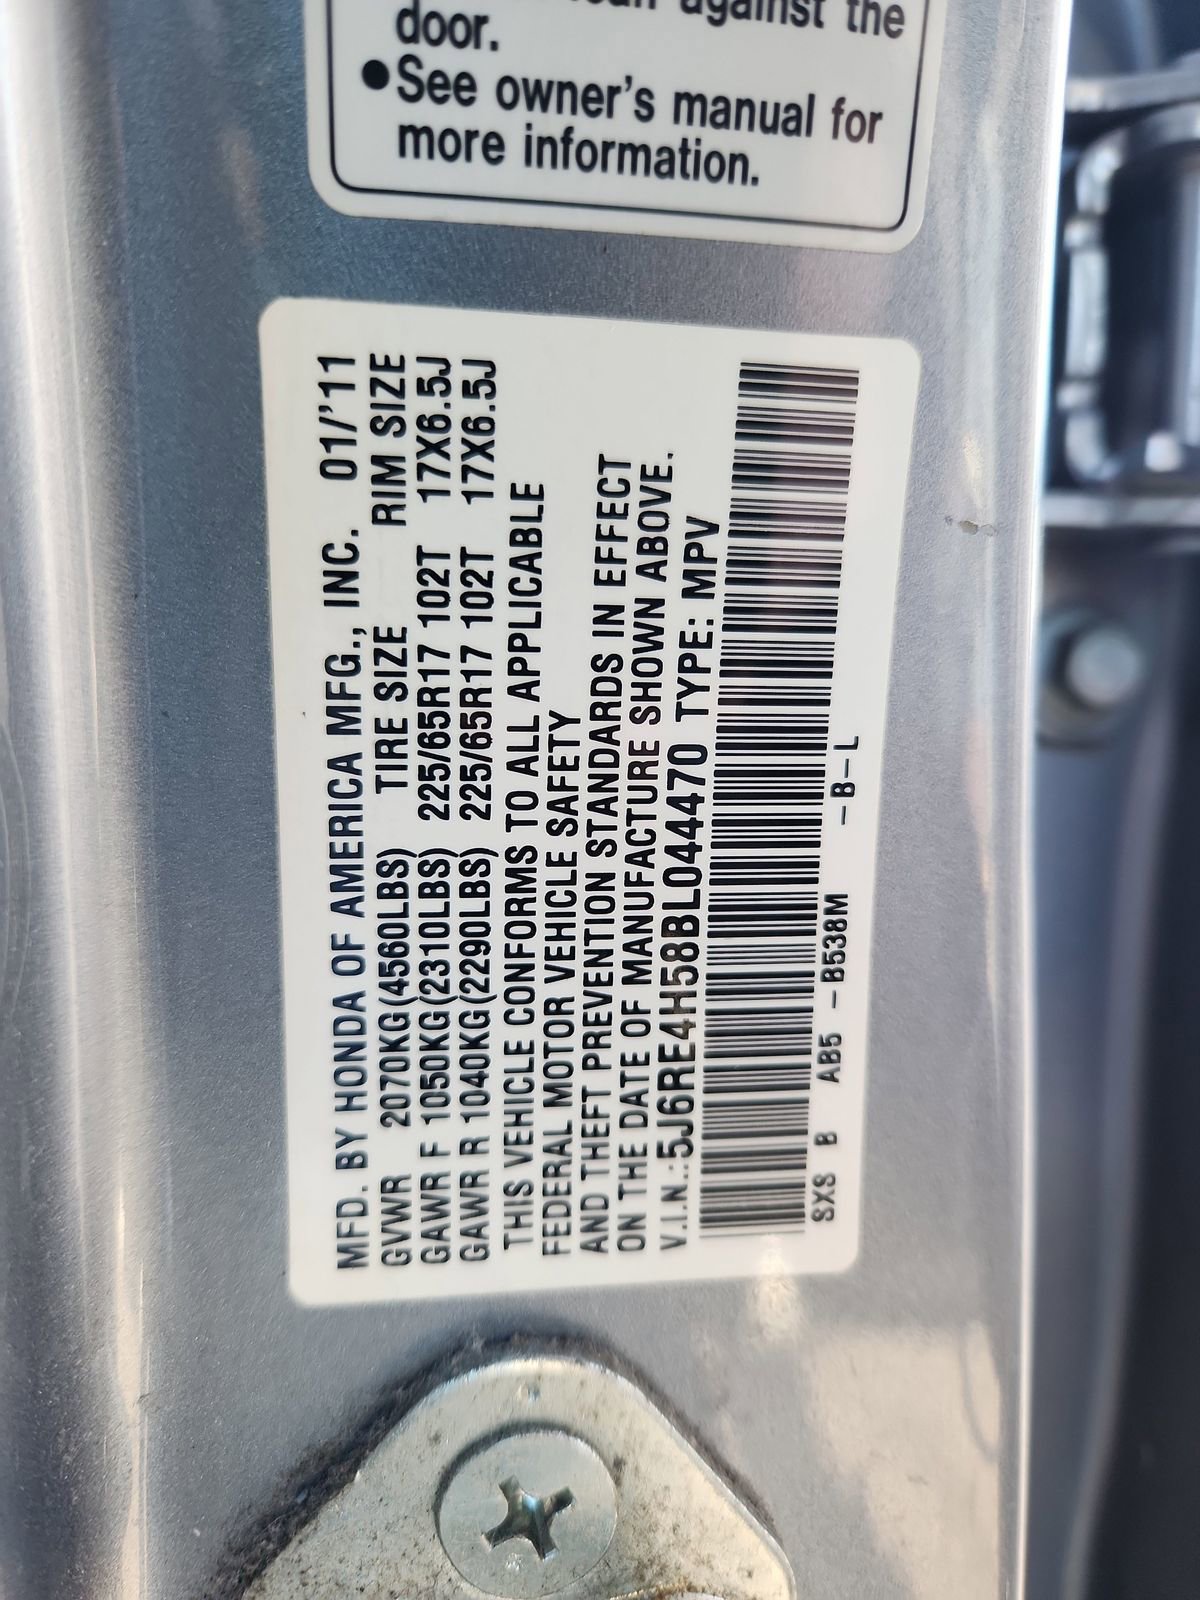 against the
door.
●See owner's manual for
more information.
MFD. BY HONDA OF AMERICA MFG., INC. 01/'11
GVWR 2070KG(4560LBS) TIRE SIZE RIM SIZE
GAWR F 1050KG(2310LBS) 225/65R17 102T 17X6.5J
GAWR R 1040KG(2290LBS) 225/65R17 102T 17X6.5J
THIS VEHICLE CONFORMS TO ALL APPLICABLE
FEDERAL MOTOR VEHICLE SAFETY
AND THEFT PREVENTION STANDARDS IN EFFECT
ON THE DATE OF MANUFACTURE SHOWN ABOVE.
V.I.N.:5J6RE4H58BL044470 TYPE: MPV
SXS B AB5 -B538M -B-L